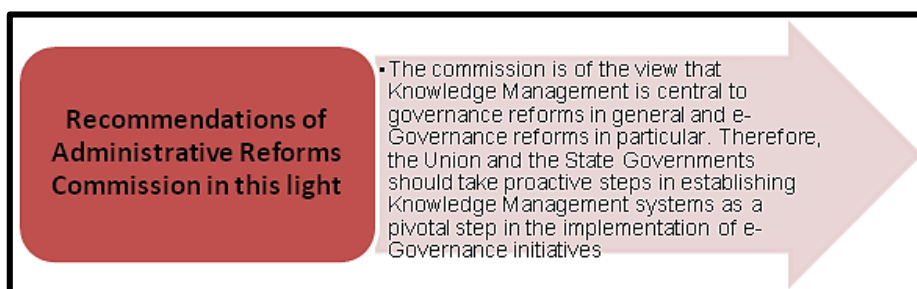 Recommendations of
Administrative Reforms
Commission in this light
▪The commission is of the view that
Knowledge Management is central to
governance reforms in general and e-
Governance reforms in particular. Therefore,
the Union and the State Governments
should take proactive steps in establishing
Knowledge Management systems as a
pivotal step in the implementation of e-
Governance initiatives